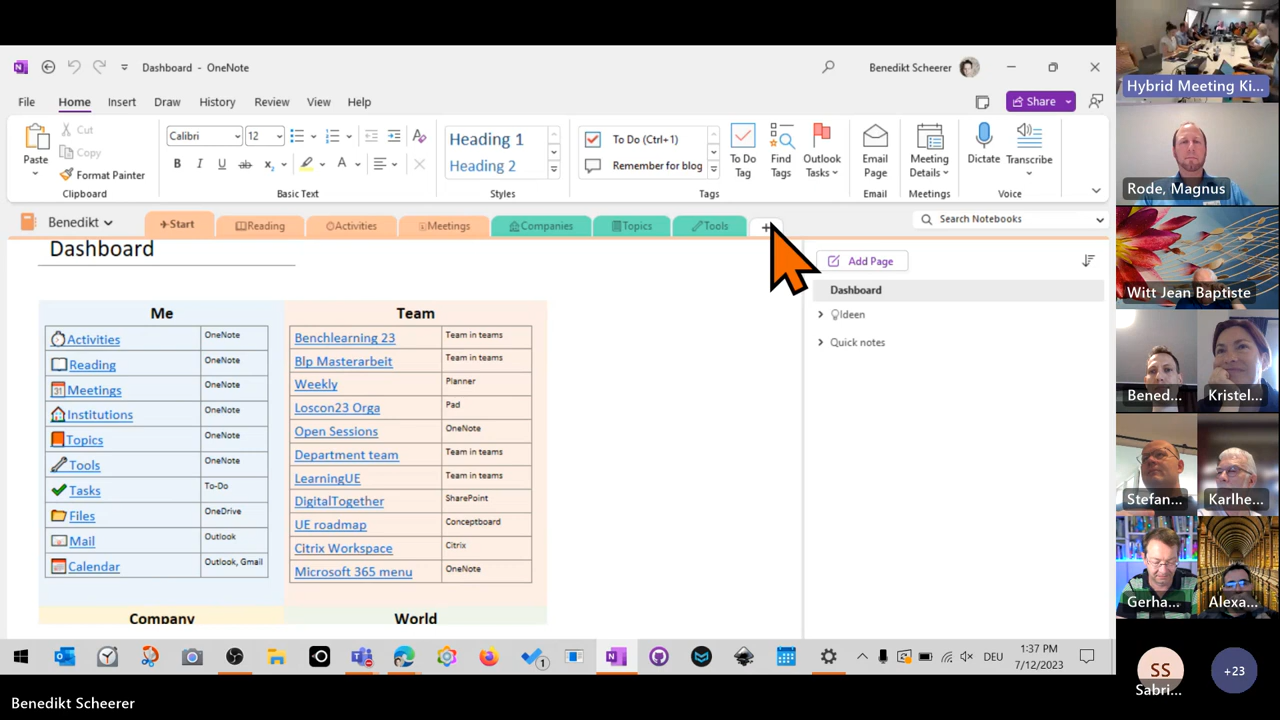 Dashboard - OneNote
Benedikt Scheerer
File Home Insert Draw History Review View Help
Share
Paste
Cut
Copy
Format Painter
Clipboard
Calibri 12
B I U ab x₂ A
Basic Text
Heading 1
Heading 2
Styles
To Do (Ctrl+1)
Remember for blog
To Do Tag
Find Tags
Outlook Tasks
Tags
Email Page
Email
Meeting Details
Meetings
Dictate
Transcribe
Voice
Benedikt
Start
Reading
Activities
Meetings
Companies
Topics
Tools
+
Search Notebooks
Dashboard
Me
Activities OneNote
Reading OneNote
Meetings OneNote
Institutions OneNote
Topics OneNote
Tools OneNote
Tasks To-Do
Files OneDrive
Mail Outlook
Calendar Outlook, Gmail
Team
Benchlearning 23 Team in teams
Blp Masterarbeit Team in teams
Weekly Planner
Loscon23 Orga Pad
Open Sessions OneNote
Department team Team in teams
LearningUE Team in teams
DigitalTogether SharePoint
UE roadmap Conceptboard
Citrix Workspace Citrix
Microsoft 365 menu OneNote
Company
World
Add Page
Dashboard
Ideen
Quick notes
1
DEU
1:37 PM
7/12/2023
Benedikt Scheerer
Hybrid Meeting Ki...
Rode, Magnus
Witt Jean Baptiste
Bened... Kristel...
Stefan... Karlhe...
Gerha... Alexa...
SS
Sabri...
+23